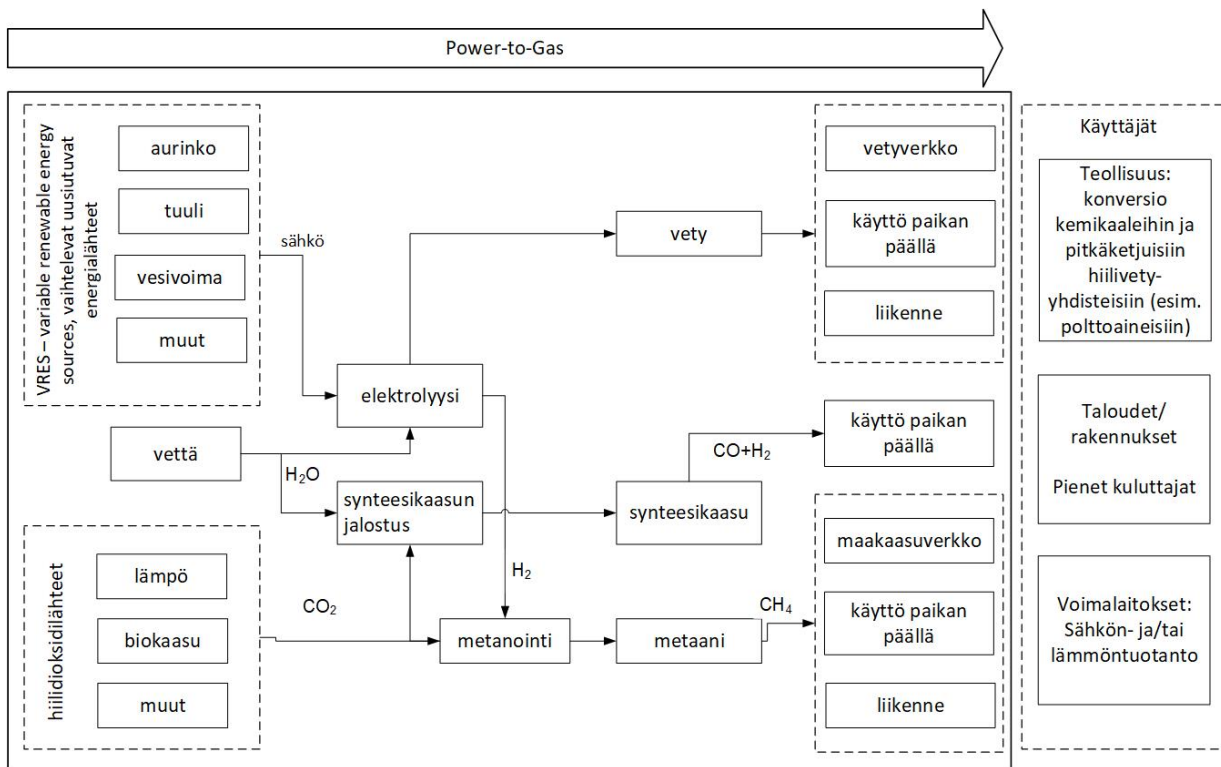 Power-to-Gas
VRES – variable renewable energy
sources, vaihtelevat uusiutuvat
energialähteet
aurinko
tuuli
vesivoima
muut
sähkö
vettä
H₂O
elektrolyysi
synteesikaasun
jalostus
hiilidioksidilähteet
lämpö
biokaasu
muut
CO₂
H₂
metanointi
vety
synteesikaasu
metaani
CO+H₂
CH₄
vetyverkko
käyttö paikan
päällä
liikenne
käyttö paikan
päällä
maakaasuverkko
käyttö paikan
päällä
liikenne
Käyttäjät
Teollisuus:
konversio
kemikaaleihin ja
pitkäketjuisiin
hiilivety-
yhdisteisiin (esim.
polttoaineisiin)
Taloudet/
rakennukset
Pienet kuluttajat
Voimalaitokset:
Sähkön- ja/tai
lämmöntuotanto